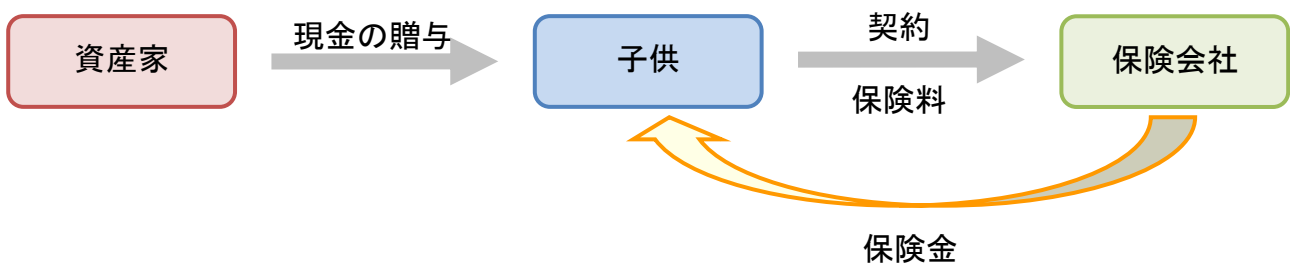 資産家
現金の贈与
子供
契約
保険料
保険会社
保険金